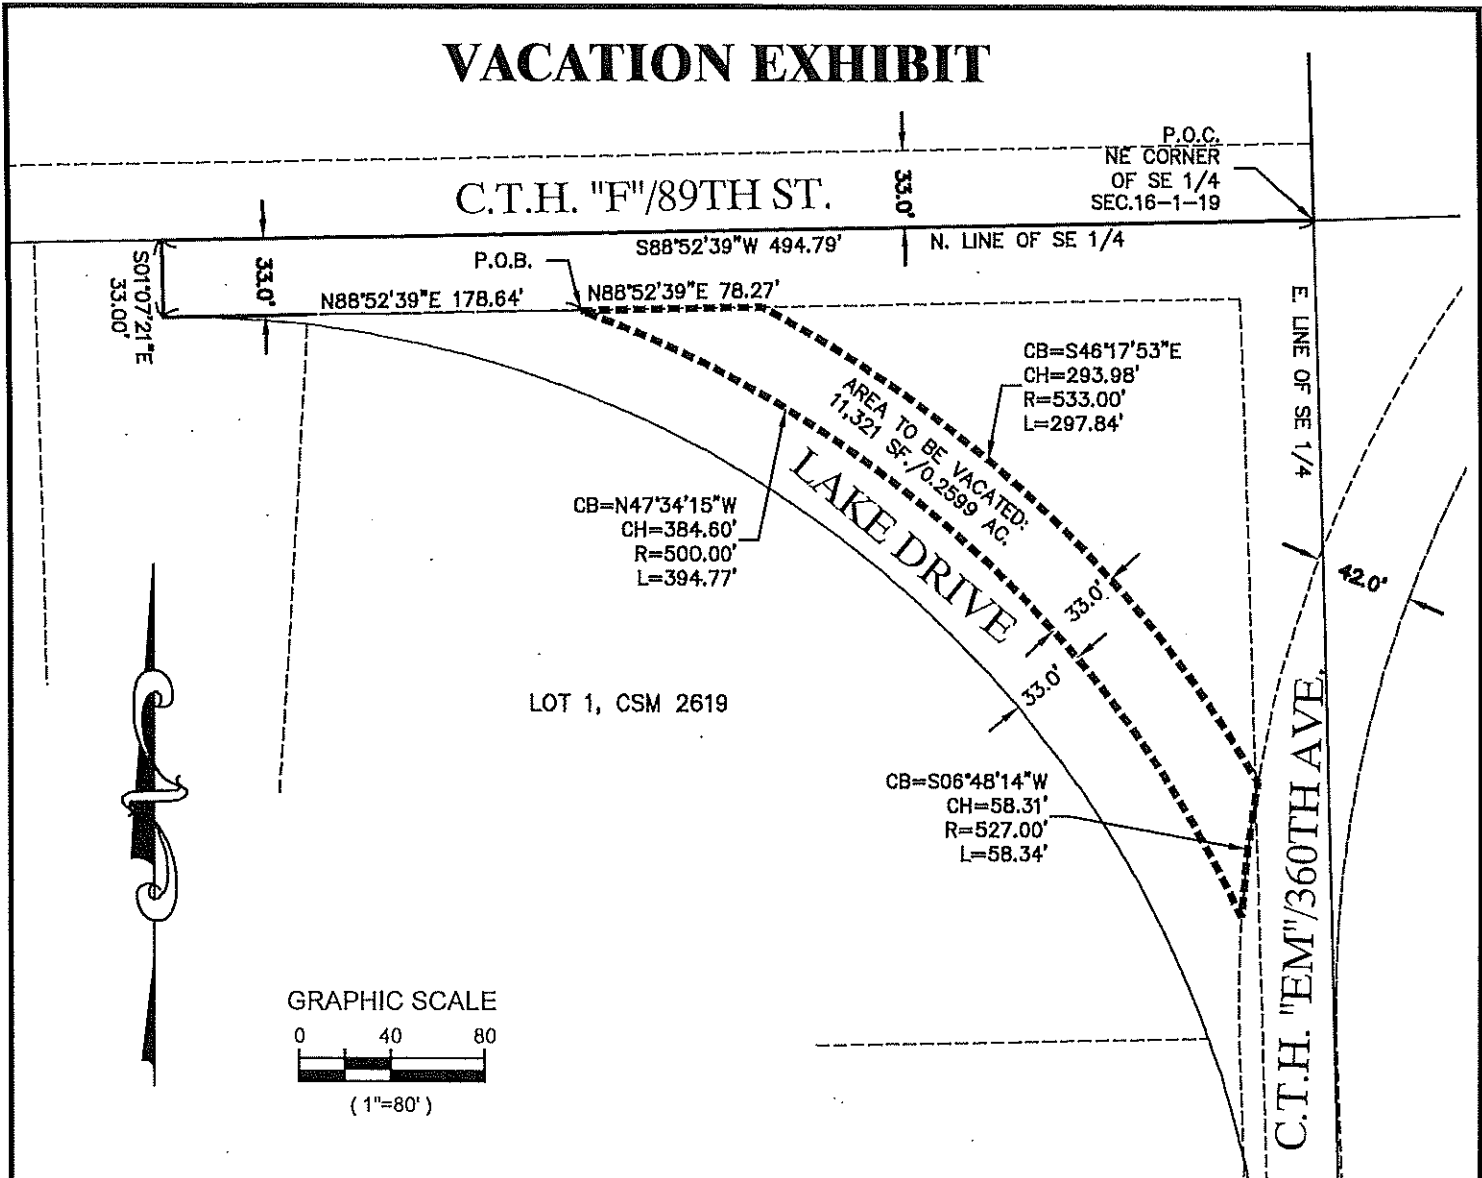 VACATION EXHIBIT
P.O.C.
NE CORNER
OF SE 1/4
SEC.16-1-19
C.T.H. "F"/89TH ST.
33.0'
S88°52'39"W 494.79'
N. LINE OF SE 1/4
P.O.B.
33.0'
S01°07'21"E
33.00'
N88°52'39"E 178.64'
N88°52'39"E 78.27'
E. LINE OF SE 1/4
CB=S46°17'53"E
CH=293.98'
R=533.00'
L=297.84'
AREA TO BE VACATED:
11,321 SF./0.2599 AC.
LAKE DRIVE
CB=N47°34'15"W
CH=384.60'
R=500.00'
L=394.77'
42.0'
33.0'
33.0'
LOT 1, CSM 2619
CB=S06°48'14"W
CH=58.31'
R=527.00'
L=58.34'
C.T.H. "EM"/360TH AVE.
GRAPHIC SCALE
0 40 80
( 1"=80' )